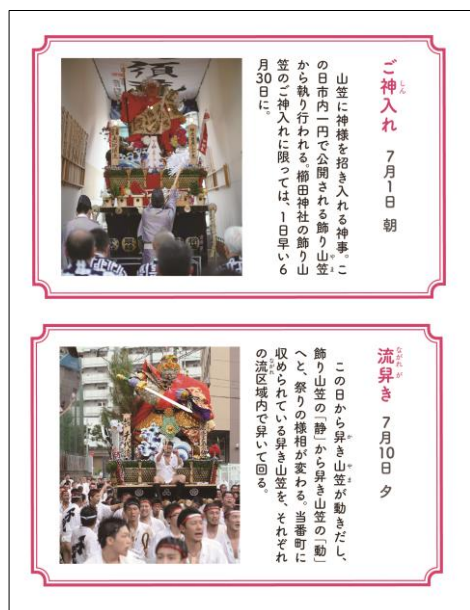 ご神入れ 7月1日 朝
山笠に神様を招き入れる神事。こ
の日市内一円で公開される飾り山笠
から執り行われる。櫛田神社の飾り山
笠のご神入れに限っては、1日早い6
月30日に。
流舁き 7月10日 夕
この日から舁き山笠が動きだし、
飾り山笠の「静」から舁き山笠の「動」
へと、祭りの様相が変わる。当番町に
収められている舁き山笠を、それぞれ
の流区域内で舁いて回る。